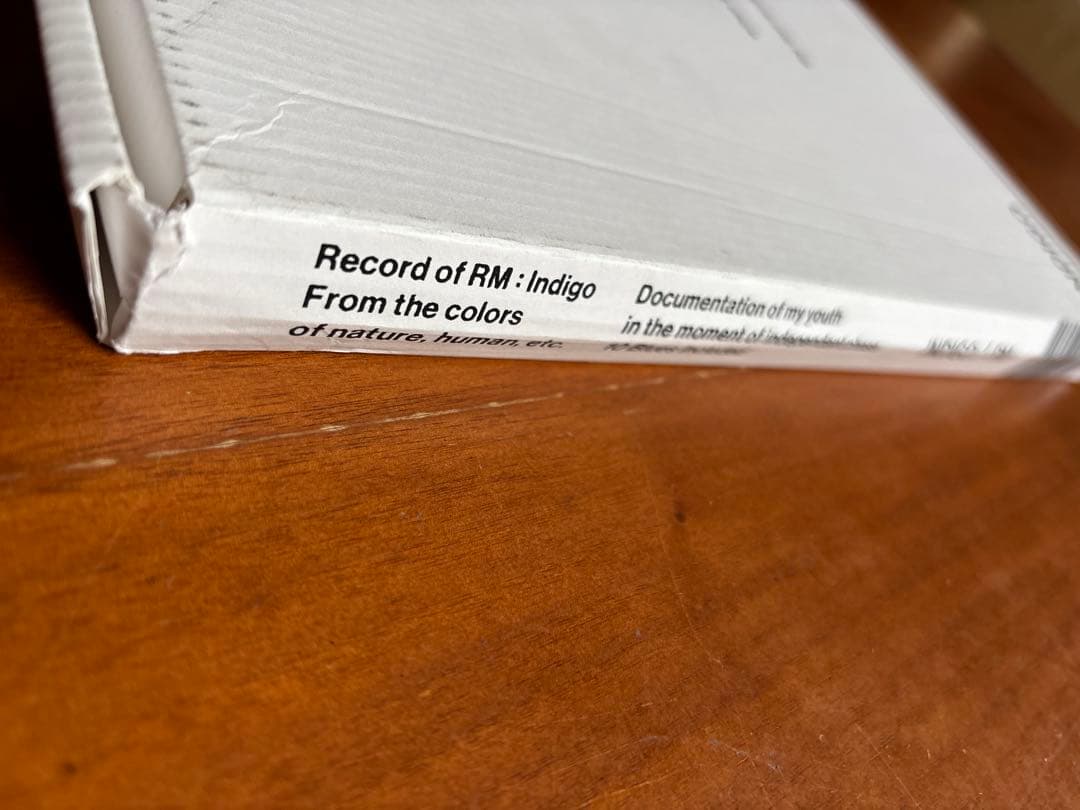 Record of RM : Indigo
From the colors
of nature, human, etc.
Documentation of my youth
in the moment of independent